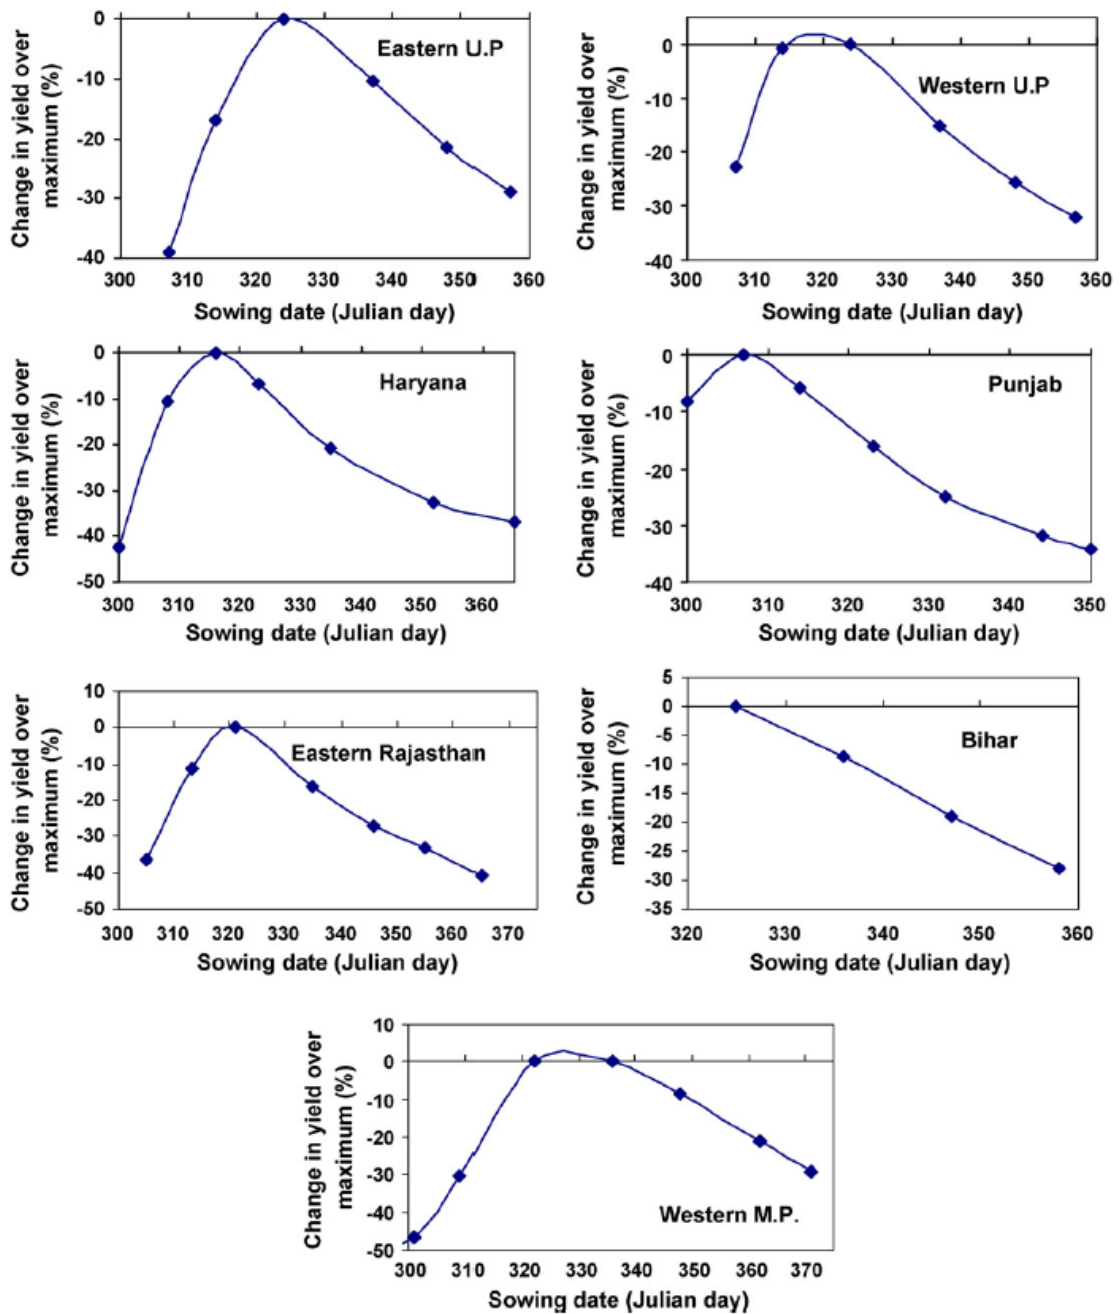 Eastern U.P
Change in yield over
maximum (%)
0
-10
-20
-30
-40
300 310 320 330 340 350 360
Sowing date (Julian day)
Western U.P
Change in yield over
maximum (%)
0
-10
-20
-30
-40
300 310 320 330 340 350 360
Sowing date (Julian day)
Haryana
Change in yield over
maximum (%)
0
-10
-20
-30
-40
-50
300 310 320 330 340 350 360
Sowing date (Julian day)
Punjab
Change in yield over
maximum (%)
0
-10
-20
-30
-40
300 310 320 330 340 350
Sowing date (Julian day)
Eastern Rajasthan
Change in yield over
maximum (%)
10
0
-10
-20
-30
-40
-50
300 310 320 330 340 350 360 370
Sowing date (Julian day)
Bihar
Change in yield over
maximum (%)
5
0
-5
-10
-15
-20
-25
-30
-35
320 330 340 350 360
Sowing date (Julian day)
Western M.P.
Change in yield over
maximum (%)
10
0
-10
-20
-30
-40
-50
300 310 320 330 340 350 360 370
Sowing date (Julian day)